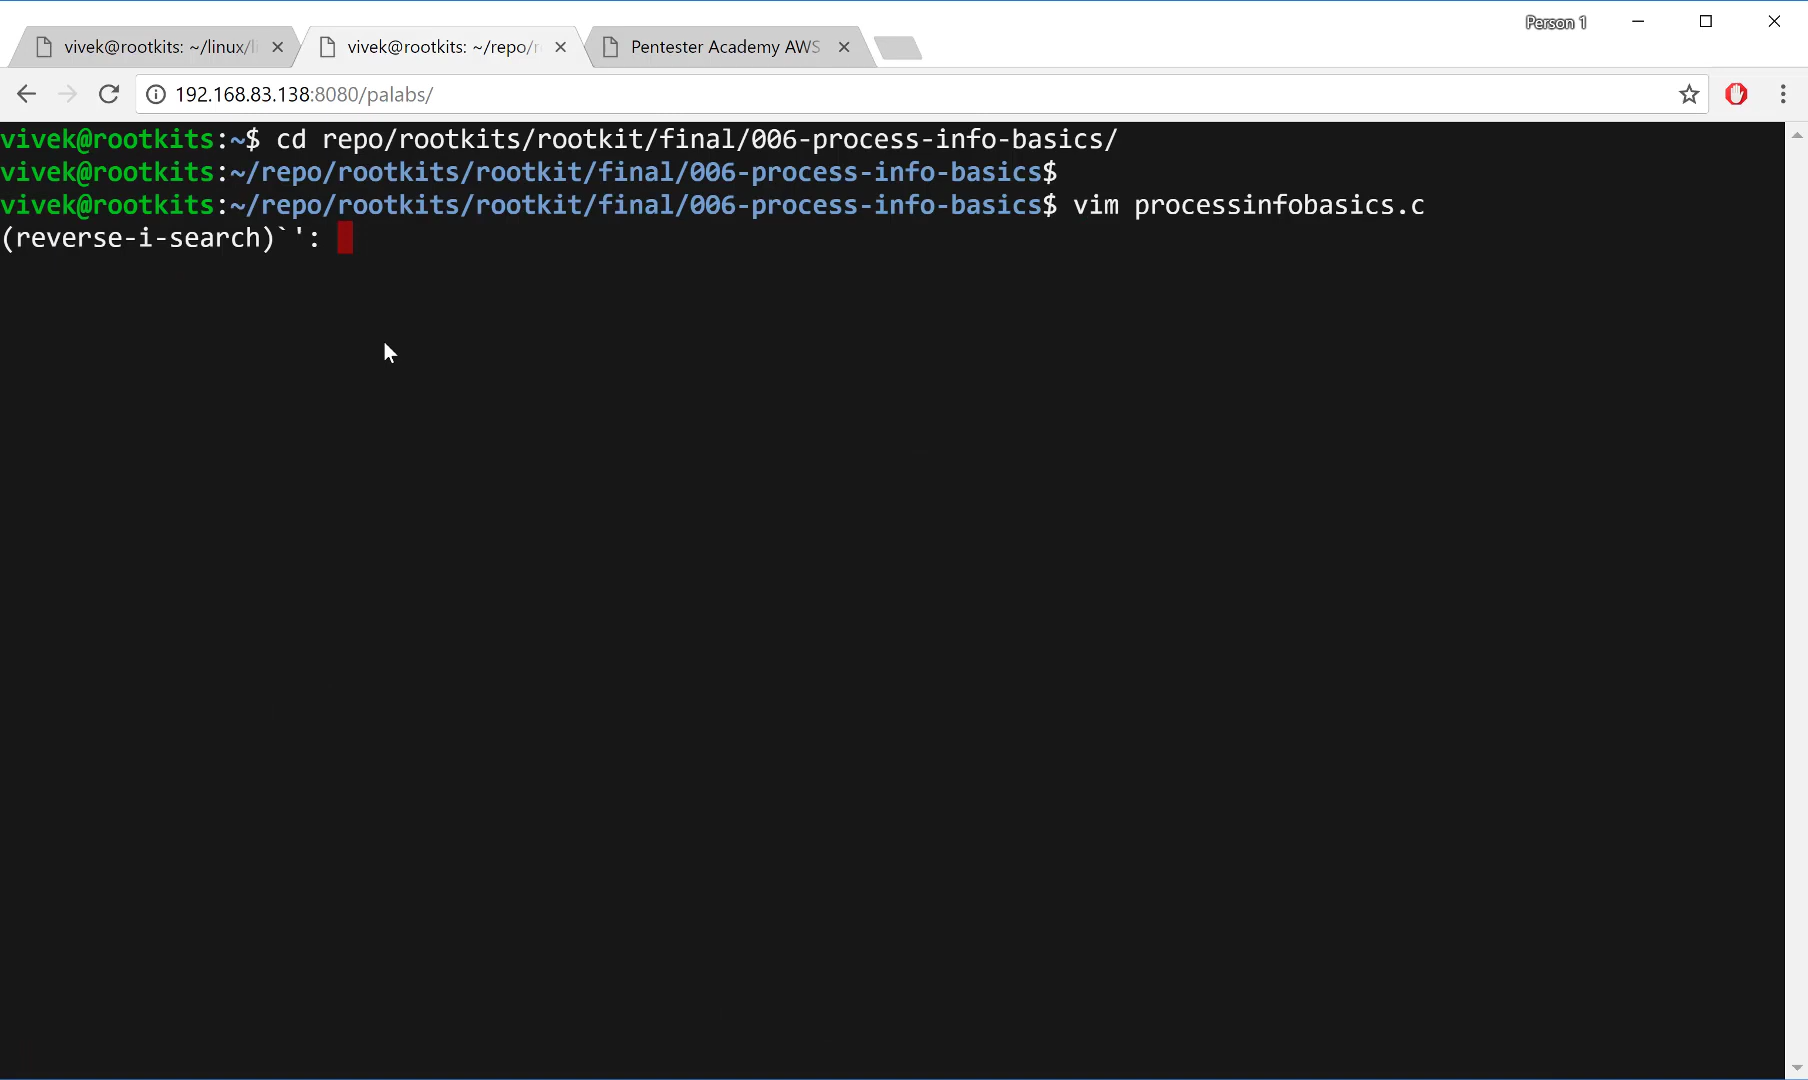 Person 1
vivek@rootkits: ~/linux/l
vivek@rootkits: ~/repo/r
Pentester Academy AWS
192.168.83.138:8080/palabs/
vivek@rootkits:~$ cd repo/rootkits/rootkit/final/006-process-info-basics/
vivek@rootkits:~/repo/rootkits/rootkit/final/006-process-info-basics$
vivek@rootkits:~/repo/rootkits/rootkit/final/006-process-info-basics$ vim processinfobasics.c
(reverse-i-search)`':